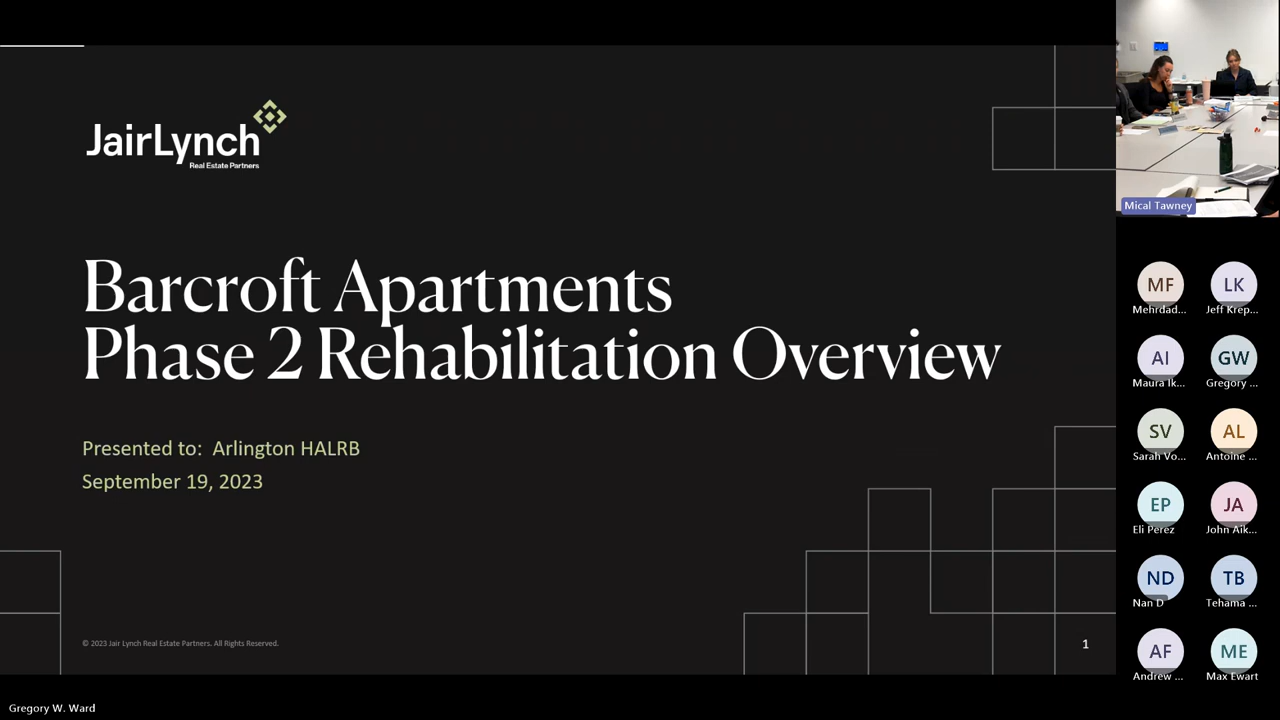 JairLynch
Real Estate Partners
Barcroft Apartments
Phase 2 Rehabilitation Overview
Presented to: Arlington HALRB
September 19, 2023
© 2023 Jair Lynch Real Estate Partners. All Rights Reserved.
1
Gregory W. Ward
Mical Tawney
MF
LK
Mehrdad...
Jeff Krep...
AI
GW
Maura Ik...
Gregory ...
SV
AL
Sarah Vo...
Antoine ...
EP
JA
Eli Perez
John Aik...
ND
TB
Nan D
Tehama ...
AF
ME
Andrew ...
Max Ewart